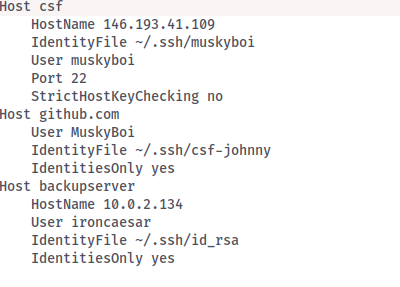 Host csf
    HostName 146.193.41.109
    IdentityFile ~/.ssh/muskyboi
    User muskyboi
    Port 22
    StrictHostKeyChecking no
Host github.com
    User MuskyBoi
    IdentityFile ~/.ssh/csf-johnny
    IdentitiesOnly yes
Host backupserver
    HostName 10.0.2.134
    User ironcaesar
    IdentityFile ~/.ssh/id_rsa
    IdentitiesOnly yes